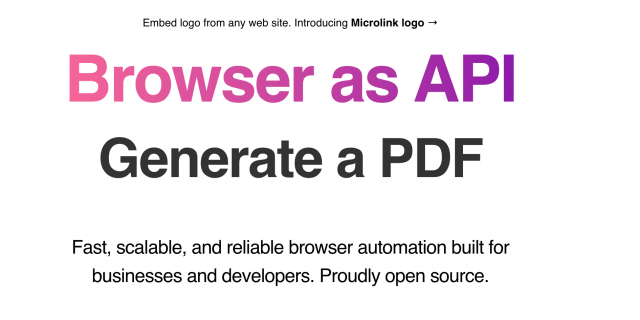 Embed logo from any web site. Introducing Microlink logo →
Browser as API
Generate a PDF
Fast, scalable, and reliable browser automation built for
businesses and developers. Proudly open source.